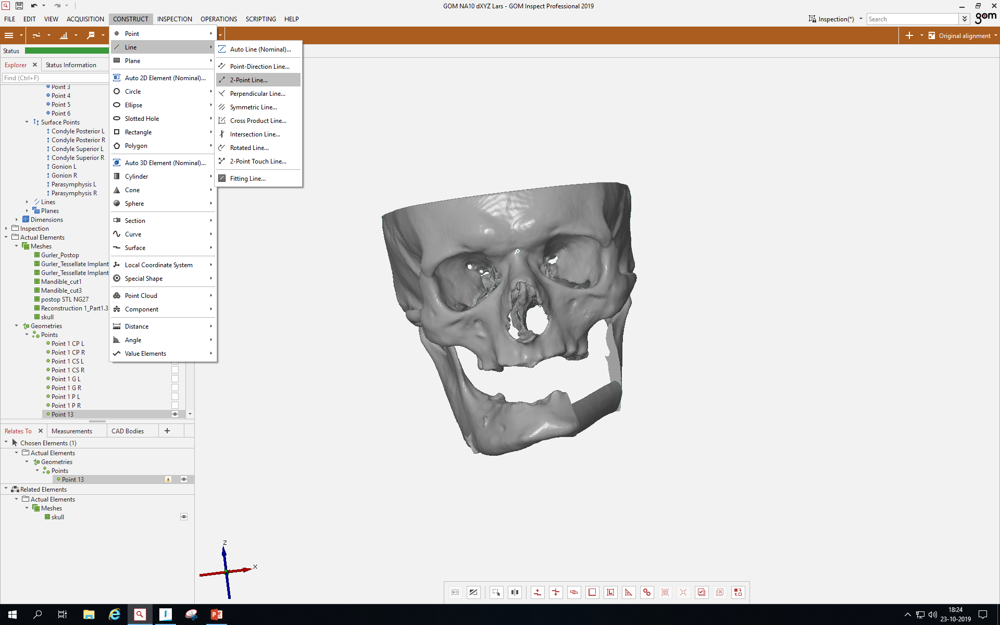 GOM NA10 dXYZ Lars - GOM Inspect Professional 2019
FILE EDIT VIEW ACQUISITION CONSTRUCT INSPECTION OPERATIONS SCRIPTING HELP
Inspection(*)
Search
gom
Original alignment
Status
Explorer
Status Information
Find (Ctrl+F)
Point 3
Point 4
Point 5
Point 6
Surface Points
Condyle Posterior L
Condyle Posterior R
Condyle Superior L
Condyle Superior R
Gonion L
Gonion R
Parasymphysis L
Parasymphysis R
Lines
Planes
Dimensions
Inspection
Actual Elements
Meshes
Gurler_Postop
Gurler_Tessellate Implant
Gurler_Tessellate Implant
Mandible_cut1
Mandible_cut3
postop STL NG27
Reconstruction 1_Part1.3
skull
Geometries
Points
Point 1 CP L
Point 1 CP R
Point 1 CS L
Point 1 CS R
Point 1 G L
Point 1 G R
Point 1 P L
Point 1 P R
Point 13
Point
Line
Plane
Auto 2D Element (Nominal)...
Circle
Ellipse
Slotted Hole
Rectangle
Polygon
Auto 3D Element (Nominal)...
Cylinder
Cone
Sphere
Section
Curve
Surface
Local Coordinate System
Special Shape
Point Cloud
Component
Distance
Angle
Value Elements
Auto Line (Nominal)...
Point-Direction Line...
2-Point Line...
Perpendicular Line...
Symmetric Line...
Cross Product Line...
Intersection Line...
Rotated Line...
2-Point Touch Line...
Fitting Line...
Relates To
Measurements
CAD Bodies
Chosen Elements (1)
Actual Elements
Geometries
Points
Point 13
Related Elements
Actual Elements
Meshes
skull
Z
X
18:24
23-10-2019